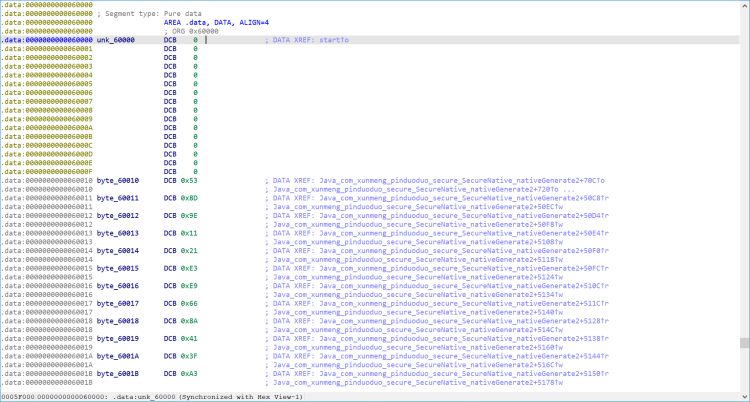 .data:0000000000060000
.data:0000000000060000 ; Segment type: Pure data
.data:0000000000060000 AREA .data, DATA, ALIGN=4
.data:0000000000060000 ; ORG 0x60000
.data:0000000000060000 unk_60000 DCB 0 ; DATA XREF: start↑o
.data:0000000000060001 DCB 0
.data:0000000000060002 DCB 0
.data:0000000000060003 DCB 0
.data:0000000000060004 DCB 0
.data:0000000000060005 DCB 0
.data:0000000000060006 DCB 0
.data:0000000000060007 DCB 0
.data:0000000000060008 DCB 0
.data:0000000000060009 DCB 0
.data:000000000006000A DCB 0
.data:000000000006000B DCB 0
.data:000000000006000C DCB 0
.data:000000000006000D DCB 0
.data:000000000006000E DCB 0
.data:000000000006000F DCB 0
.data:0000000000060010 byte_60010 DCB 0x53 ; DATA XREF: Java_com_xunmeng_pinduoduo_secure_SecureNative_nativeGenerate2+70C↑o
.data:0000000000060010 ; Java_com_xunmeng_pinduoduo_secure_SecureNative_nativeGenerate2+720↑o ...
.data:0000000000060011 byte_60011 DCB 0x8D ; DATA XREF: Java_com_xunmeng_pinduoduo_secure_SecureNative_nativeGenerate2+50C8↑r
.data:0000000000060011 ; Java_com_xunmeng_pinduoduo_secure_SecureNative_nativeGenerate2+50EC↑w
.data:0000000000060012 byte_60012 DCB 0x9E ; DATA XREF: Java_com_xunmeng_pinduoduo_secure_SecureNative_nativeGenerate2+50D4↑r
.data:0000000000060012 ; Java_com_xunmeng_pinduoduo_secure_SecureNative_nativeGenerate2+50F8↑w
.data:0000000000060013 byte_60013 DCB 0x11 ; DATA XREF: Java_com_xunmeng_pinduoduo_secure_SecureNative_nativeGenerate2+50E4↑r
.data:0000000000060013 ; Java_com_xunmeng_pinduoduo_secure_SecureNative_nativeGenerate2+5108↑w
.data:0000000000060014 byte_60014 DCB 0x21 ; DATA XREF: Java_com_xunmeng_pinduoduo_secure_SecureNative_nativeGenerate2+50F0↑r
.data:0000000000060014 ; Java_com_xunmeng_pinduoduo_secure_SecureNative_nativeGenerate2+5118↑w
.data:0000000000060015 byte_60015 DCB 0xE3 ; DATA XREF: Java_com_xunmeng_pinduoduo_secure_SecureNative_nativeGenerate2+50FC↑r
.data:0000000000060015 ; Java_com_xunmeng_pinduoduo_secure_SecureNative_nativeGenerate2+5124↑w
.data:0000000000060016 byte_60016 DCB 0xE9 ; DATA XREF: Java_com_xunmeng_pinduoduo_secure_SecureNative_nativeGenerate2+510C↑r
.data:0000000000060016 ; Java_com_xunmeng_pinduoduo_secure_SecureNative_nativeGenerate2+5134↑w
.data:0000000000060017 byte_60017 DCB 0x66 ; DATA XREF: Java_com_xunmeng_pinduoduo_secure_SecureNative_nativeGenerate2+511C↑r
.data:0000000000060017 ; Java_com_xunmeng_pinduoduo_secure_SecureNative_nativeGenerate2+5140↑w
.data:0000000000060018 byte_60018 DCB 0x8A ; DATA XREF: Java_com_xunmeng_pinduoduo_secure_SecureNative_nativeGenerate2+5128↑r
.data:0000000000060018 ; Java_com_xunmeng_pinduoduo_secure_SecureNative_nativeGenerate2+514C↑w
.data:0000000000060019 byte_60019 DCB 0x41 ; DATA XREF: Java_com_xunmeng_pinduoduo_secure_SecureNative_nativeGenerate2+5138↑r
.data:0000000000060019 ; Java_com_xunmeng_pinduoduo_secure_SecureNative_nativeGenerate2+5160↑w
.data:000000000006001A byte_6001A DCB 0x3F ; DATA XREF: Java_com_xunmeng_pinduoduo_secure_SecureNative_nativeGenerate2+5144↑r
.data:000000000006001A ; Java_com_xunmeng_pinduoduo_secure_SecureNative_nativeGenerate2+516C↑w
.data:000000000006001B byte_6001B DCB 0xA3 ; DATA XREF: Java_com_xunmeng_pinduoduo_secure_SecureNative_nativeGenerate2+5150↑r
.data:000000000006001B ; Java_com_xunmeng_pinduoduo_secure_SecureNative_nativeGenerate2+5178↑w
0005F000 0000000000060000: .data:unk_60000 (Synchronized with Hex View-1)